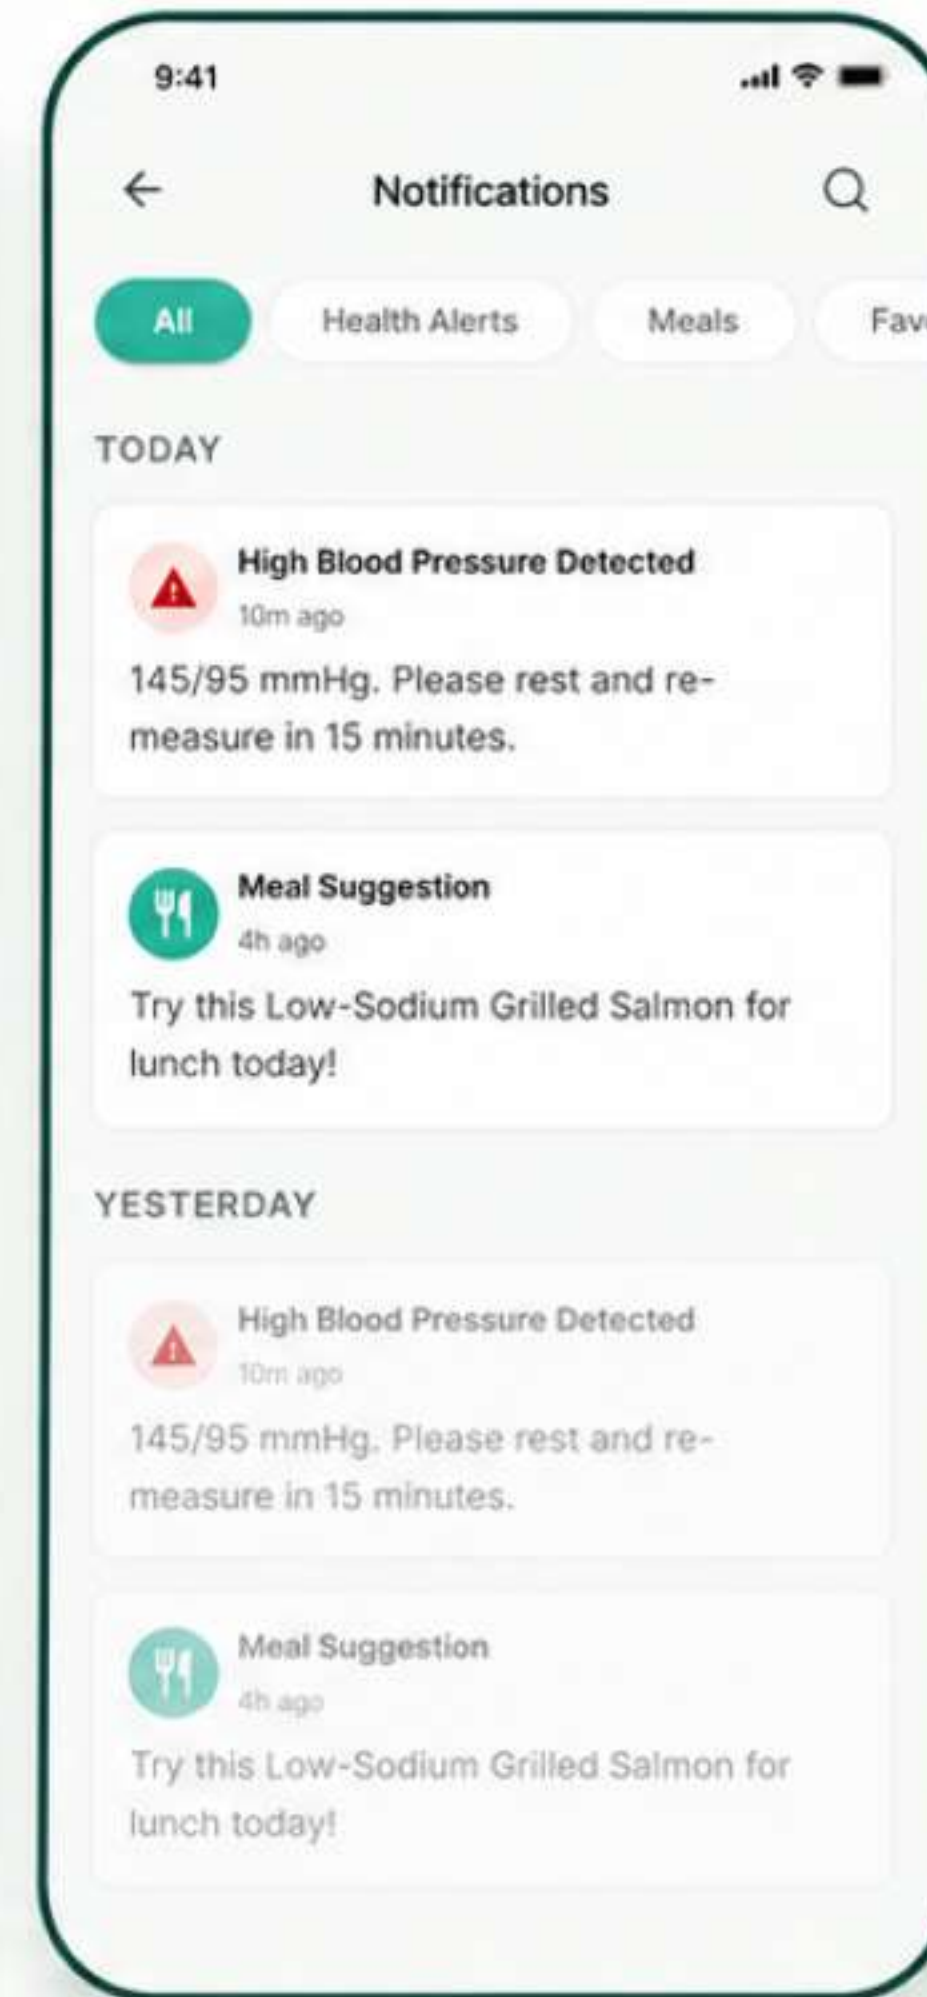 9:41
Notifications
All
Health Alerts
Meals
Fav
TODAY
High Blood Pressure Detected
10m ago
145/95 mmHg. Please rest and re-
measure in 15 minutes.
Meal Suggestion
4h ago
Try this Low-Sodium Grilled Salmon for
lunch today!
YESTERDAY
High Blood Pressure Detected
10m ago
145/95 mmHg. Please rest and re-
measure in 15 minutes.
Meal Suggestion
4h ago
Try this Low-Sodium Grilled Salmon for
lunch today!